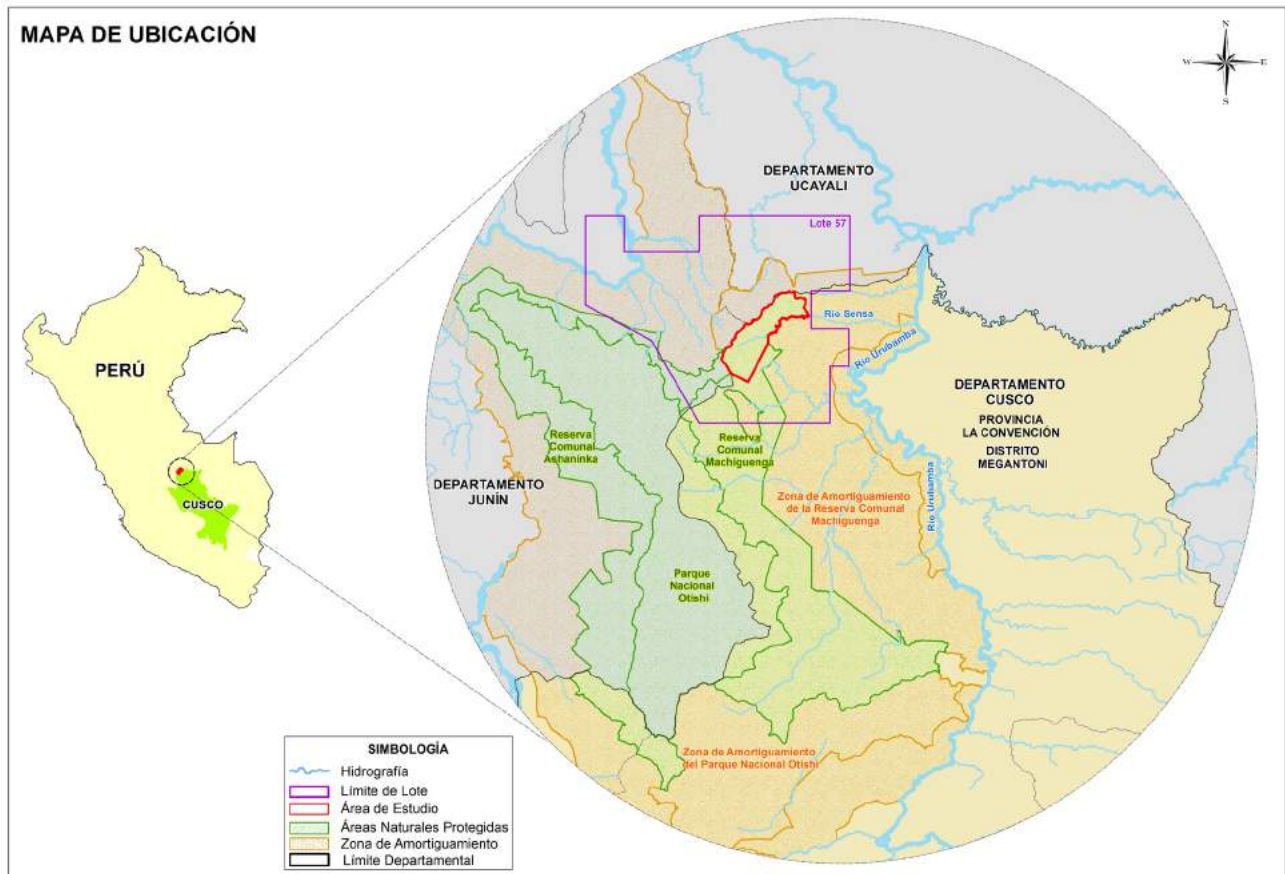 MAPA DE UBICACIÓN
N
W
E
S
DEPARTAMENTO
UCAYALI
Lote 57
Río Sensa
Río Urubamba
PERÚ
CUSCO
DEPARTAMENTO
CUSCO
PROVINCIA
LA CONVENCIÓN
DISTRITO
MEGANTONI
Reserva
Comunal
Ashaninka
Reserva
Comunal
Machiguenga
DEPARTAMENTO
JUNÍN
Zona de Amortiguamiento
de la Reserva Comunal
Machiguenga
Río Urubamba
Parque
Nacional
Otishi
Zona de Amortiguamiento
del Parque Nacional Otishi
SIMBOLOGÍA
Hidrografía
Límite de Lote
Área de Estudio
Áreas Naturales Protegidas
Zona de Amortiguamiento
Límite Departamental